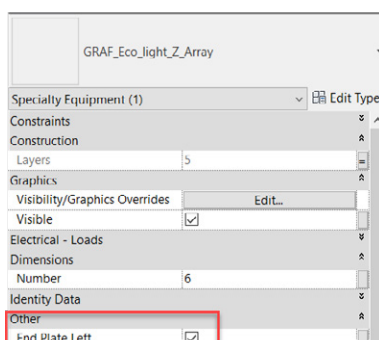 GRAF_Eco_light_Z_Array
Specialty Equipment (1)
Edit Type
Constraints
Construction
Layers 5 =
Graphics
Visibility/Graphics Overrides Edit...
Visible
Electrical - Loads
Dimensions
Number 6
Identity Data
Other
End Plate Left